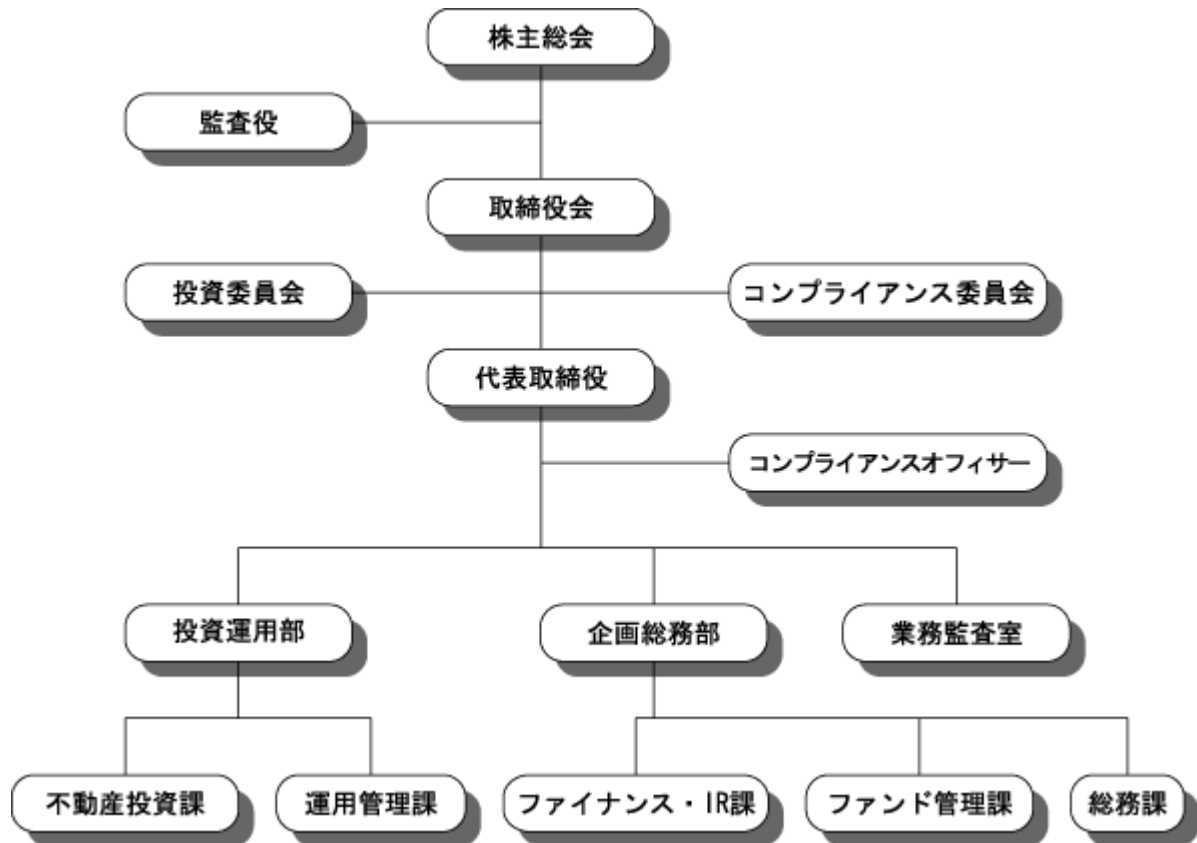 株主総会
監査役
取締役会
投資委員会
コンプライアンス委員会
代表取締役
コンプライアンスオフィサー
投資運用部
企画総務部
業務監査室
不動産投資課
運用管理課
ファイナンス・IR課
ファンド管理課
総務課